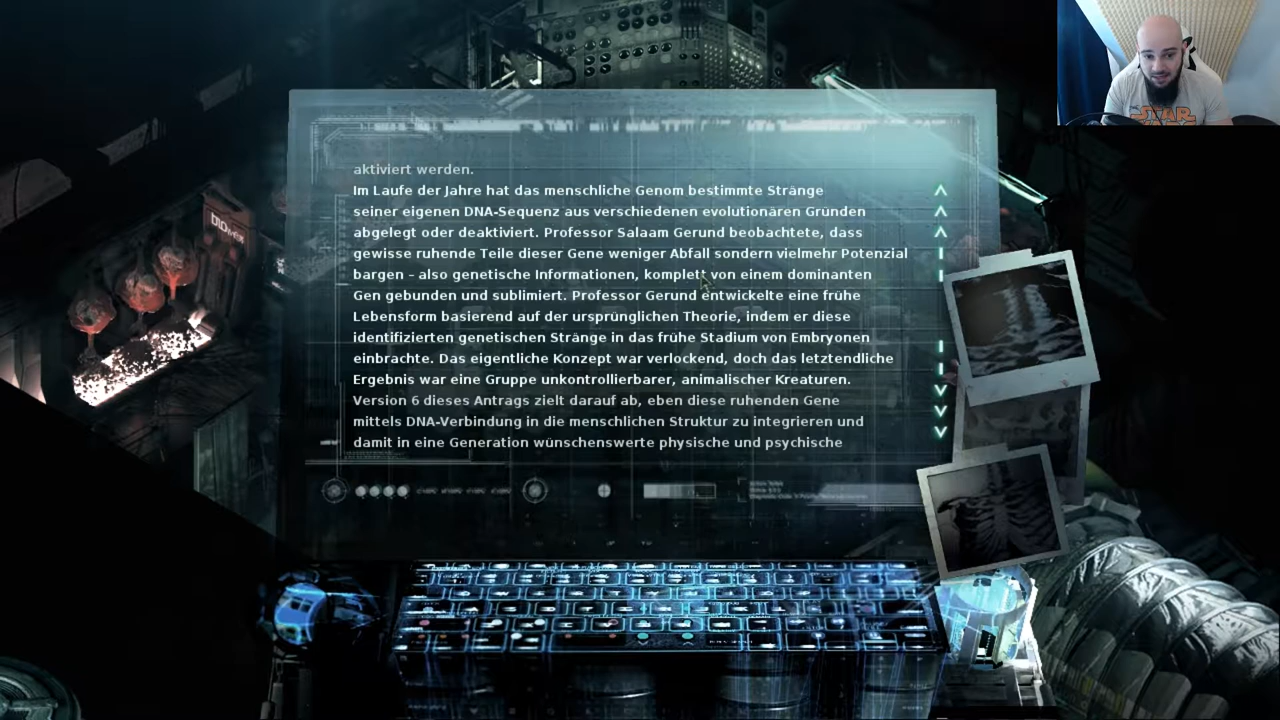 aktiviert werden.
Im Laufe der Jahre hat das menschliche Genom bestimmte Stränge
seiner eigenen DNA-Sequenz aus verschiedenen evolutionären Gründen
abgelegt oder deaktiviert. Professor Salaam Gerund beobachtete, dass
gewisse ruhende Teile dieser Gene weniger Abfall sondern vielmehr Potenzial
bargen – also genetische Informationen, komplett von einem dominanten
Gen gebunden und sublimiert. Professor Gerund entwickelte eine frühe
Lebensform basierend auf der ursprünglichen Theorie, indem er diese
identifizierten genetischen Stränge in das frühe Stadium von Embryonen
einbrachte. Das eigentliche Konzept war verlockend, doch das letztendliche
Ergebnis war eine Gruppe unkontrollierbarer, animalischer Kreaturen.
Version 6 dieses Antrags zielt darauf ab, eben diese ruhenden Gene
mittels DNA-Verbindung in die menschlichen Struktur zu integrieren und
damit in eine Generation wünschenswerte physische und psychische
STAR